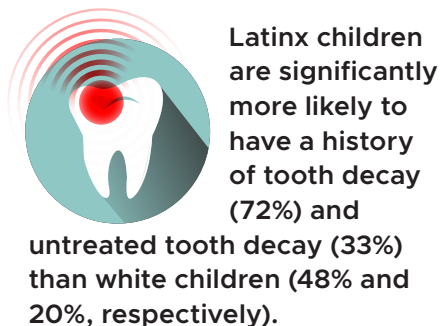 Latinx children
are significantly
more likely to
have a history
of tooth decay
(72%) and
untreated tooth decay (33%)
than white children (48% and
20%, respectively).